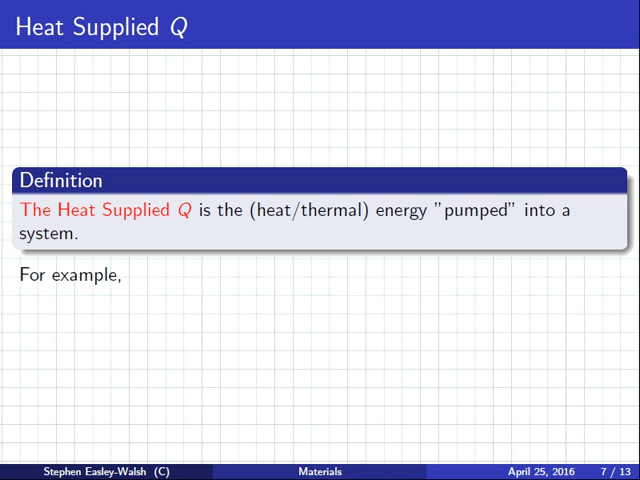 Heat Supplied Q
Definition
The Heat Supplied Q is the (heat/thermal) energy "pumped" into a
system.
For example,
Stephen Easley-Walsh (C) Materials April 25, 2016 7 / 13